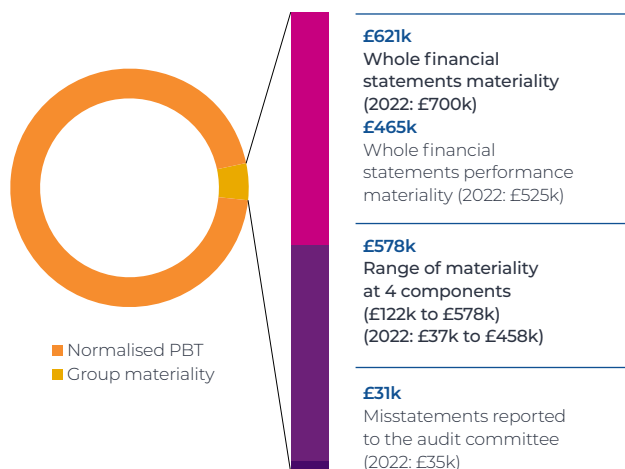 £621k
Whole financial
statements materiality
(2022: £700k)
£465k
Whole financial
statements performance
materiality (2022: £525k)
£578k
Range of materiality
at 4 components
(£122k to £578k)
(2022: £37k to £458k)
Normalised PBT
Group materiality
£31k
Misstatements reported
to the audit committee
(2022: £35k)